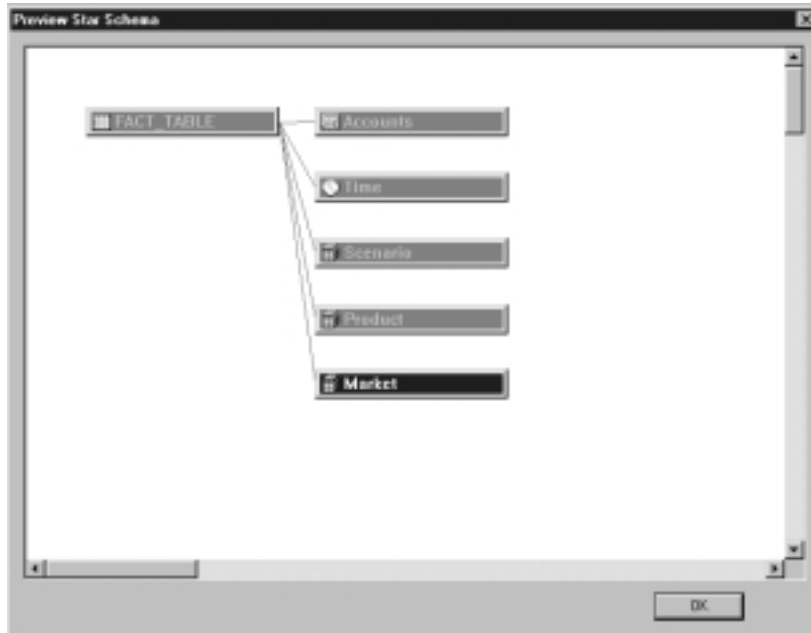 Preview Star Schema
FACT_TABLE
Accounts
Time
Scenario
Product
Market
OK